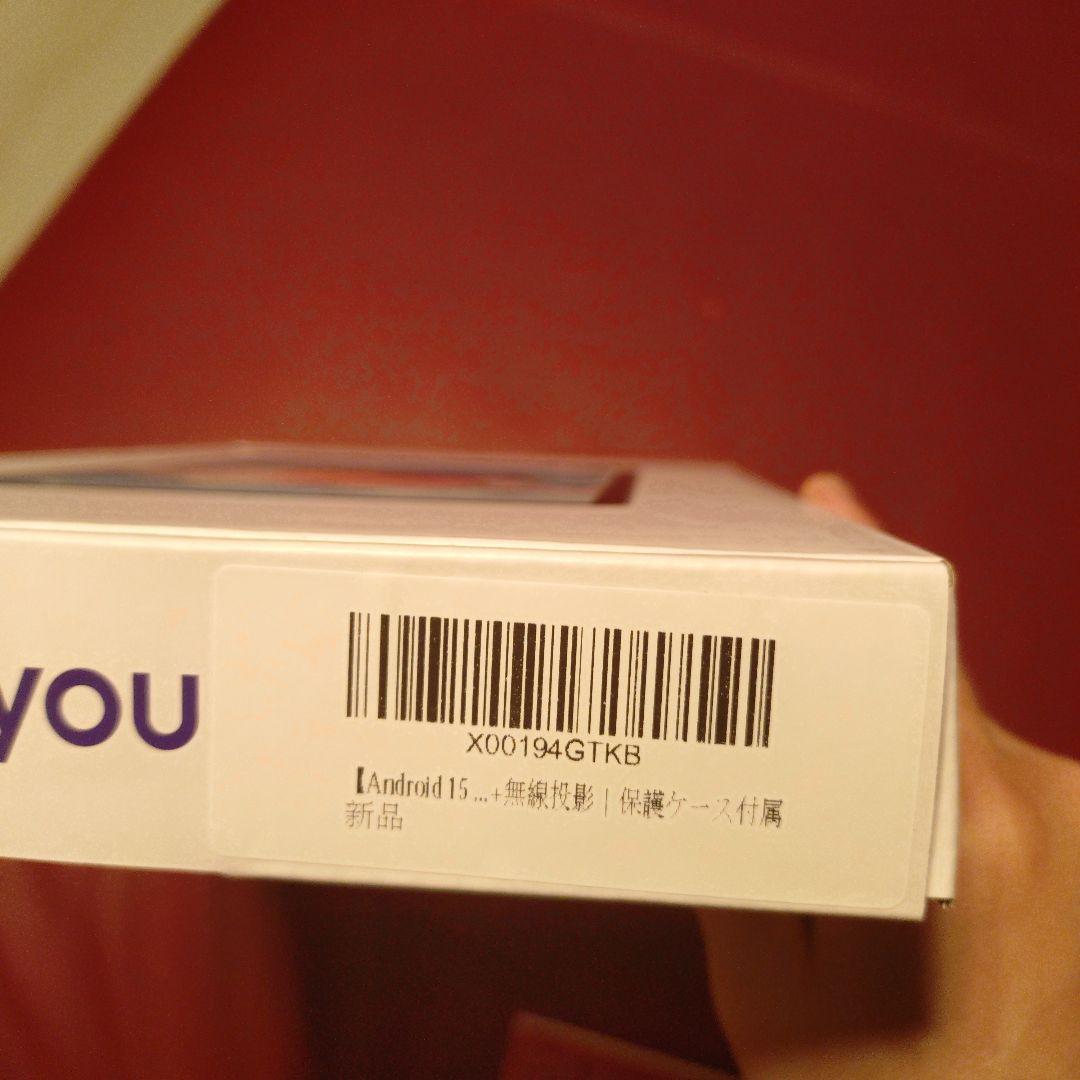 you
X00194GTKB
【Android 15 ...+無線投影 | 保護ケース付属
新品